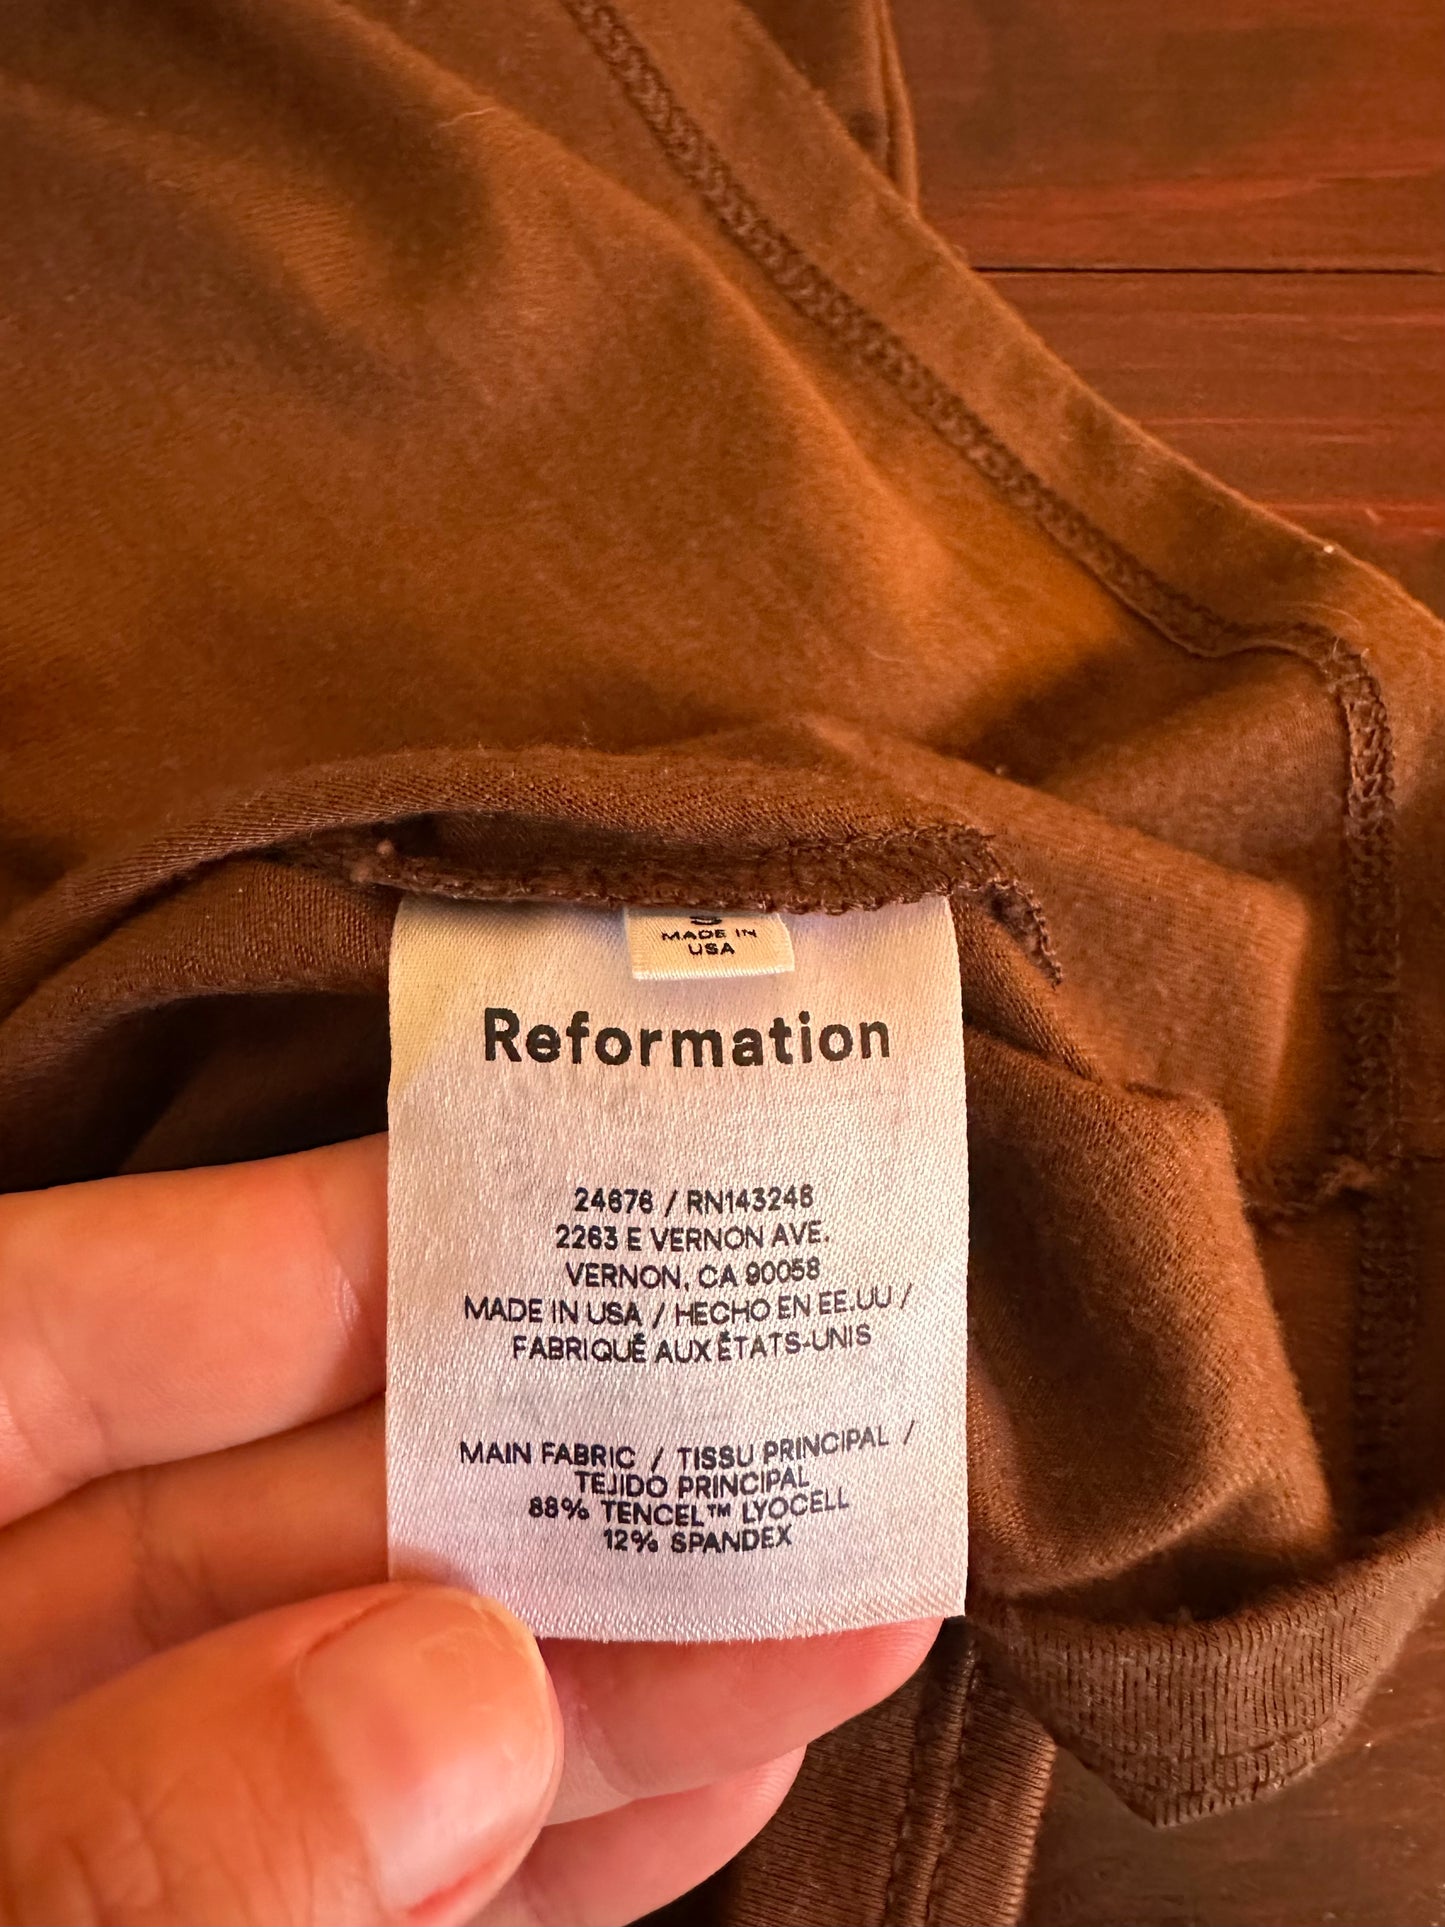 S
MADE IN
USA
Reformation
24676 / RN143246
2263 E VERNON AVE.
VERNON, CA 90058
MADE IN USA / HECHO EN EE.UU /
FABRIQUÉ AUX ÉTATS-UNIS
MAIN FABRIC / TISSU PRINCIPAL /
TEJIDO PRINCIPAL
88% TENCEL™ LYOCELL
12% SPANDEX